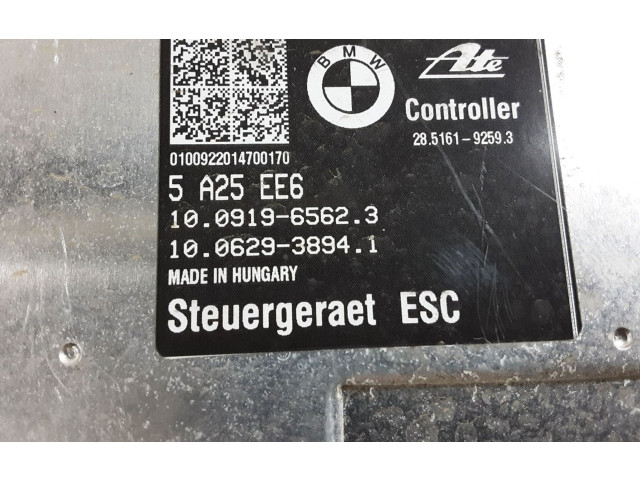 BMW
Ate
Controller
28.5161-9259.3
0100922014700170
5 A25 EE6
10.0919-6562.3
10.0629-3894.1
MADE IN HUNGARY
Steuergeraet ESC